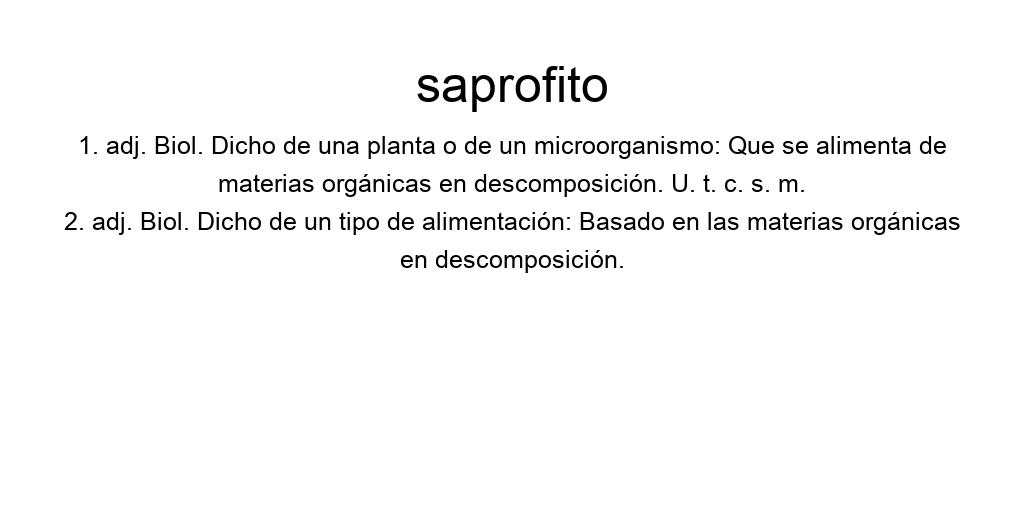 saprofito
1. adj. Biol. Dicho de una planta o de un microorganismo: Que se alimenta de
materias orgánicas en descomposición. U. t. c. s. m.
2. adj. Biol. Dicho de un tipo de alimentación: Basado en las materias orgánicas
en descomposición.